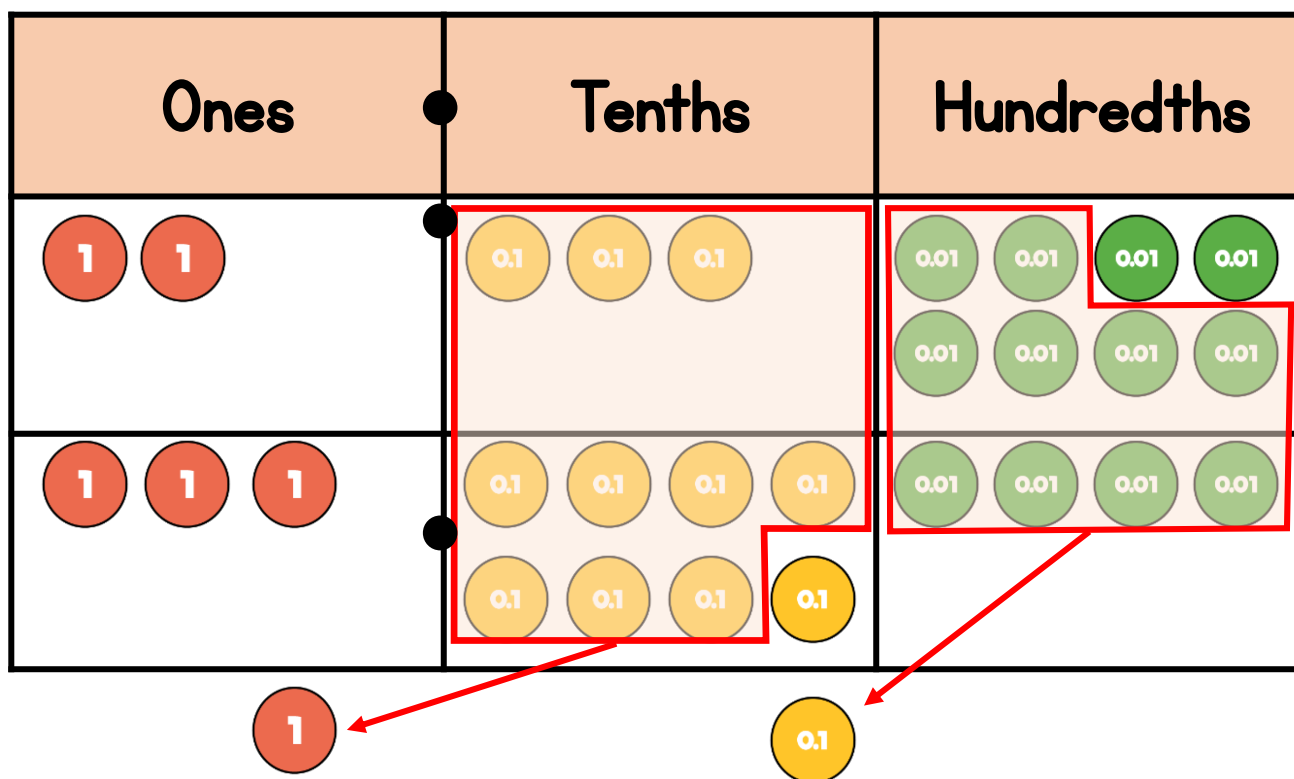 Ones Tenths Hundredths
1 1 0.1 0.1 0.1 0.01 0.01 0.01 0.01
0.01 0.01 0.01 0.01
1 1 1 0.1 0.1 0.1 0.1 0.01 0.01 0.01 0.01
0.1 0.1 0.1 0.1
1 0.1